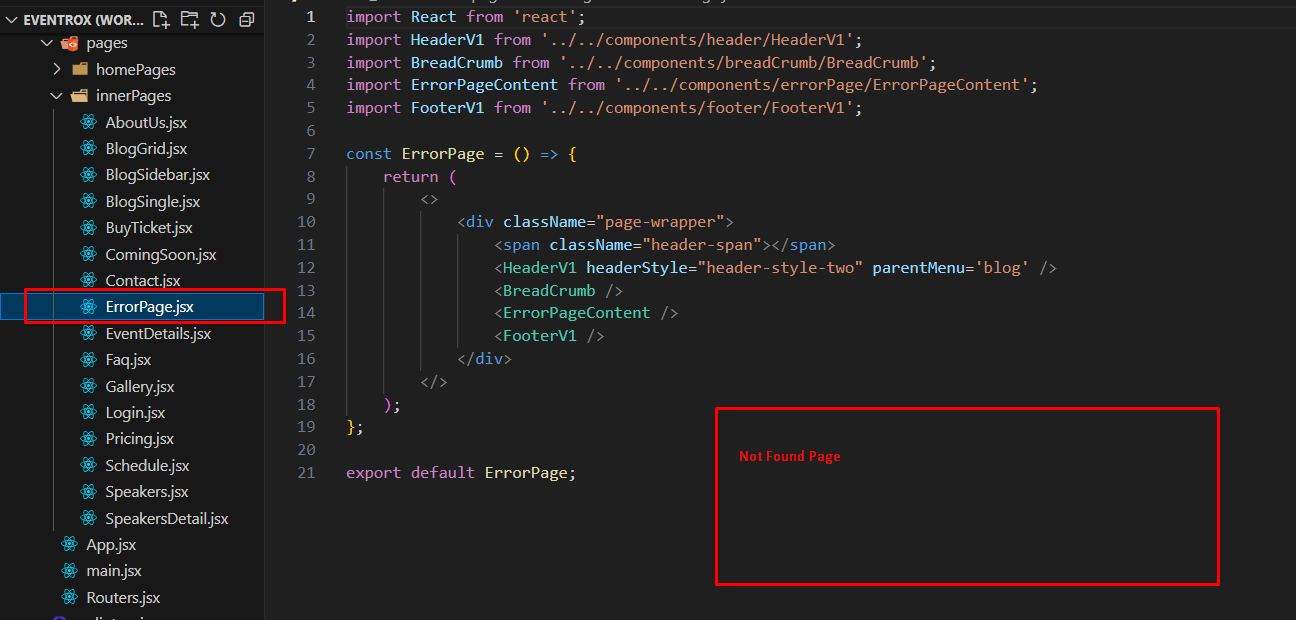 EVENTROX (WOR...
pages
homePages
innerPages
AboutUs.jsx
BlogGrid.jsx
BlogSidebar.jsx
BlogSingle.jsx
BuyTicket.jsx
ComingSoon.jsx
Contact.jsx
ErrorPage.jsx
EventDetails.jsx
Faq.jsx
Gallery.jsx
Login.jsx
Pricing.jsx
Schedule.jsx
Speakers.jsx
SpeakersDetail.jsx
App.jsx
main.jsx
Routers.jsx
1 import React from 'react';
2 import HeaderV1 from '../../components/header/HeaderV1';
3 import BreadCrumb from '../../components/breadCrumb/BreadCrumb';
4 import ErrorPageContent from '../../components/errorPage/ErrorPageContent';
5 import FooterV1 from '../../components/footer/FooterV1';
6
7 const ErrorPage = () => {
8 return (
9 <>
10 <div className="page-wrapper">
11 <span className="header-span"></span>
12 <HeaderV1 headerStyle="header-style-two" parentMenu='blog' />
13 <BreadCrumb />
14 <ErrorPageContent />
15 <FooterV1 />
16 </div>
17 </>
18 );
19 };
20
21 export default ErrorPage;
Not Found Page